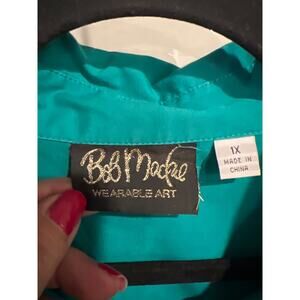 Bob Mackie
WEARABLE ART
1X
MADE IN
CHINA